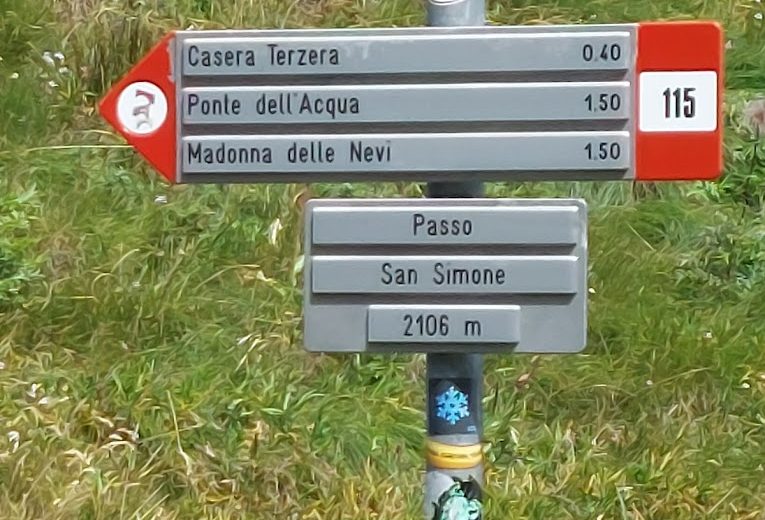 Casera Terzera 0.40
Ponte dell'Acqua 1.50
Madonna delle Nevi 1.50
115
Passo
San Simone
2106 m